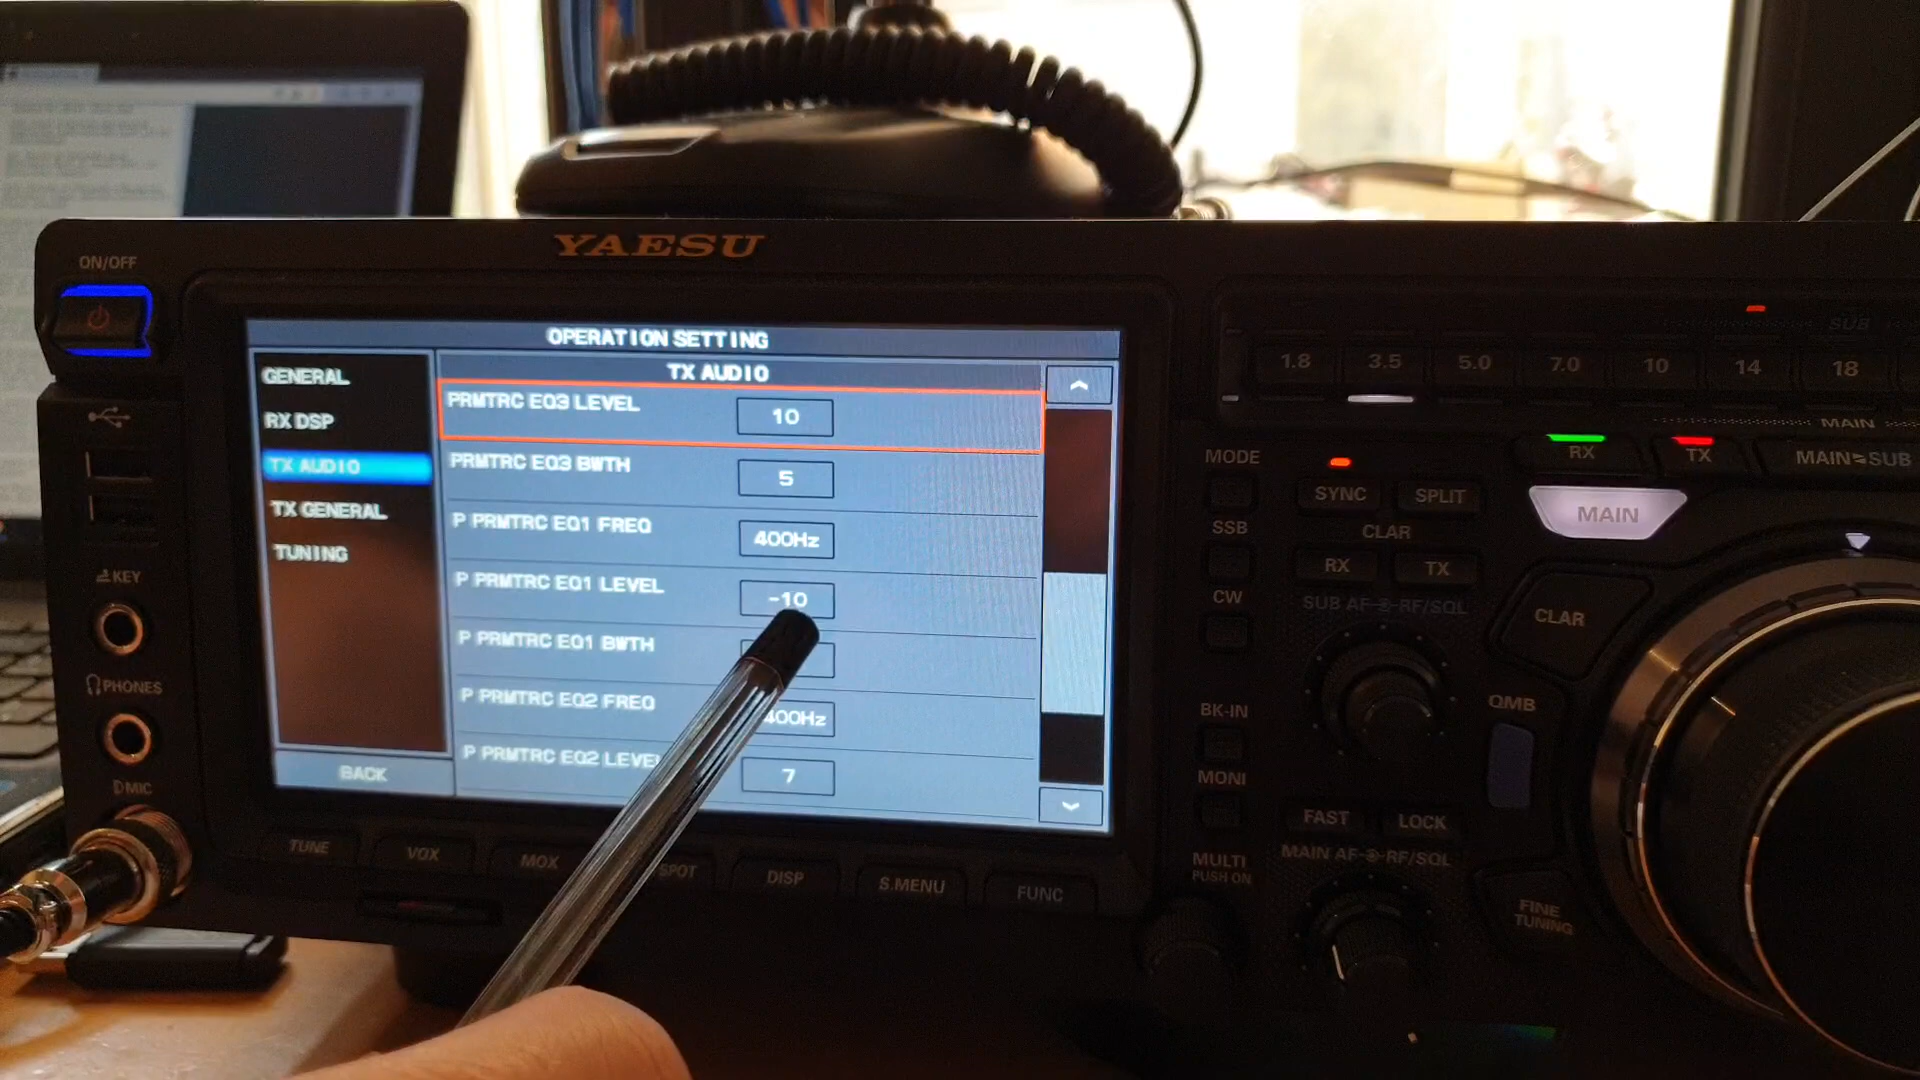 YAESU
ON/OFF
OPERATION SETTING
GENERAL
RX DSP
TX AUDIO
TX GENERAL
TUNING
BACK
TX AUDIO
PRMTRC EQ3 LEVEL 10
PRMTRC EQ3 BWTH 5
P PRMTRC EQ1 FREQ 400Hz
P PRMTRC EQ1 LEVEL -10
P PRMTRC EQ1 BWTH
P PRMTRC EQ2 FREQ 400Hz
P PRMTRC EQ2 LEVEL 7
KEY
PHONES
MIC
TUNE VOX MOX SPOT DISP S.MENU FUNC
SUB
1.8 3.5 5.0 7.0 10 14 18
MAIN
RX TX MAIN SUB
MODE
SYNC SPLIT
MAIN
SSB
CLAR
RX TX
CW
SUB AF RF/SQL
CLAR
BK-IN
QMB
MONI
FAST LOCK
MULTI
PUSH ON
MAIN AF RF/SQL
FINE
TUNING